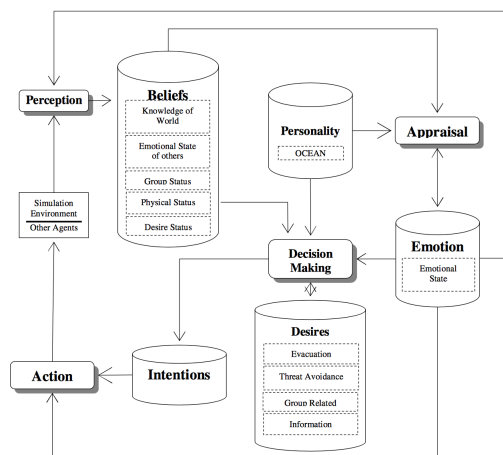 Perception
Beliefs
Knowledge of
World
Emotional State
of others
Group Status
Physical Status
Desire Status
Personality
OCEAN
Appraisal
Simulation
Environment
Other Agents
Decision
Making
Emotion
Emotional
State
Desires
Evacuation
Threat Avoidance
Group Related
Information
Intentions
Action